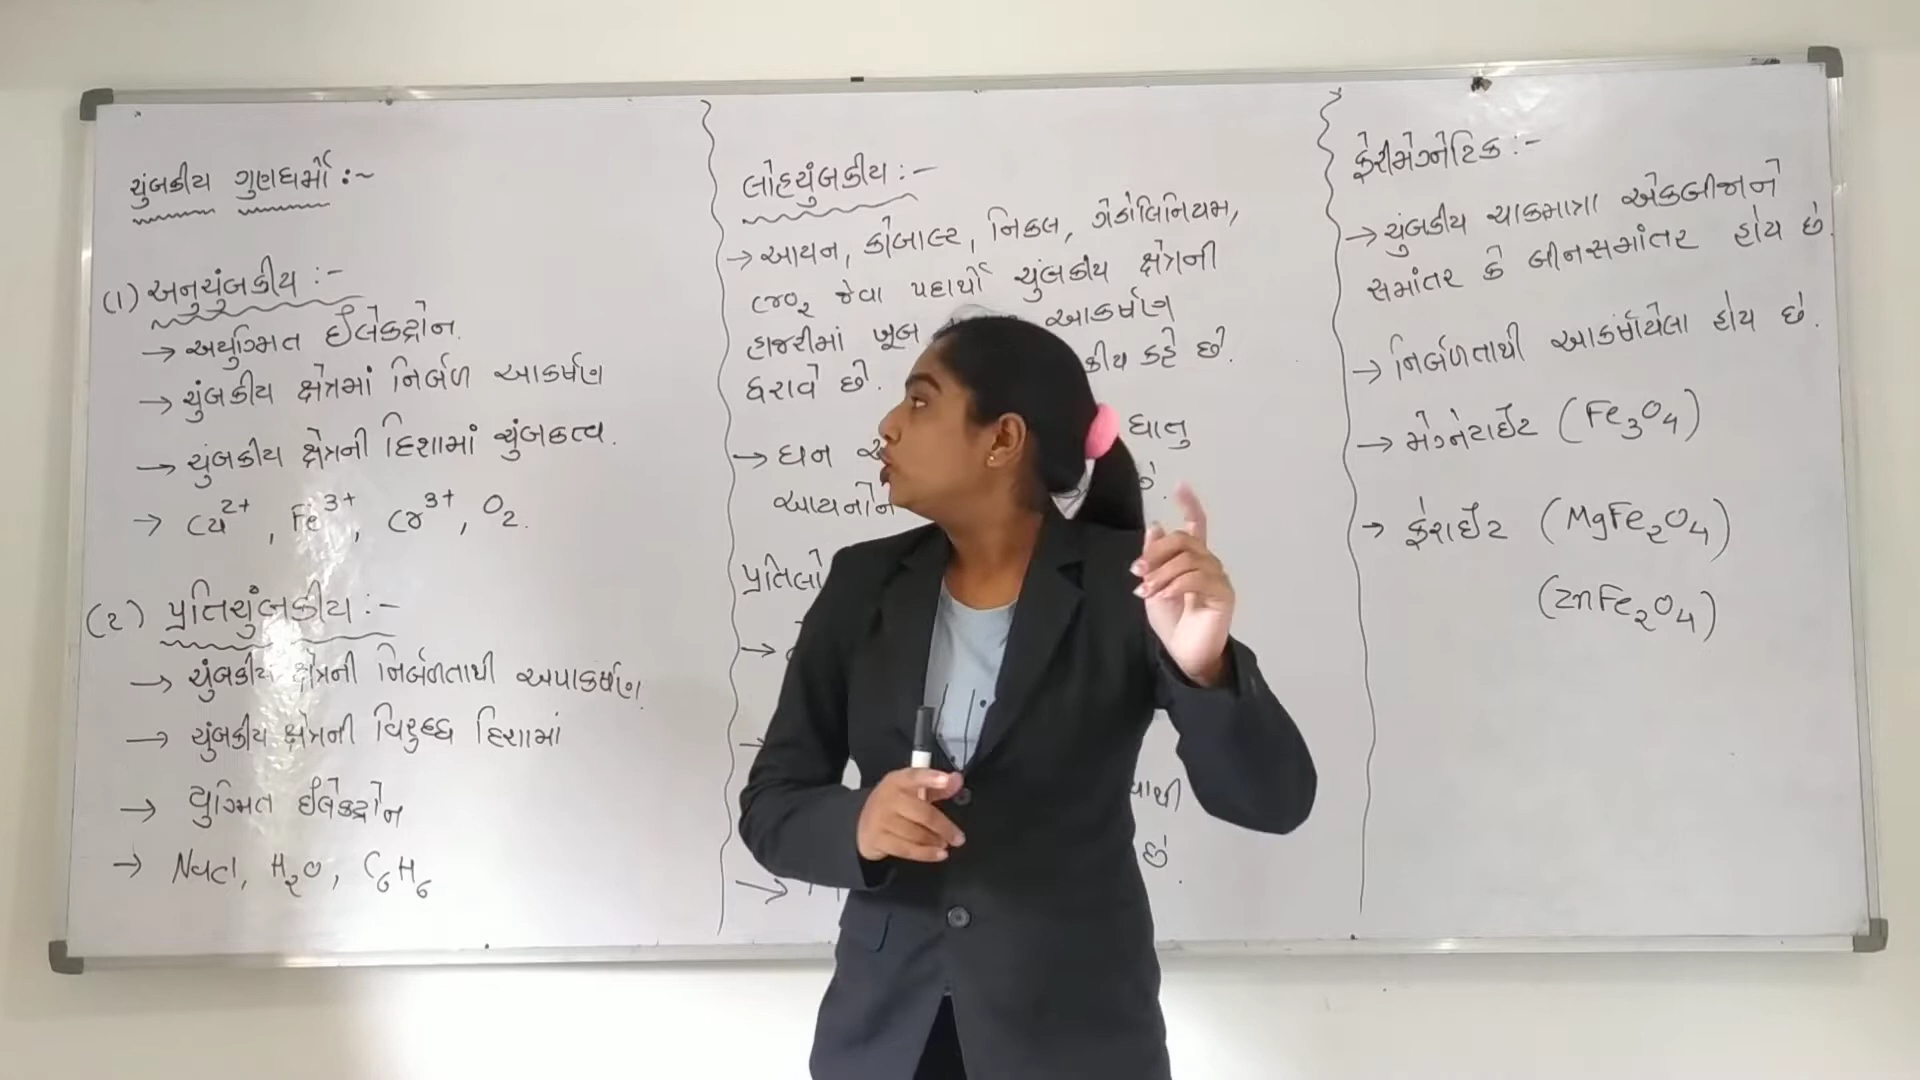 ચુંબકીય ગુણધર્મો :~
(1) અનુચુંબકીય :-
→ અયુગ્મિત ઈલેક્ટ્રોન.
→ ચુંબકીય ક્ષેત્રમાં નિર્બળ આકર્ષણ
→ ચુંબકીય ક્ષેત્રની દિશામાં ચુંબકત્વ.
→ Cu²⁺, Fe³⁺, Cr³⁺, O₂.
(૨) પ્રતિચુંબકીય :-
→ ચુંબકીય ક્ષેત્રની નિર્બળતાથી અપાકર્ષણ
→ ચુંબકીય ક્ષેત્રની વિરુધ્ધ દિશામાં
→ યુગ્મિત ઈલેક્ટ્રોન
→ NaCl, H₂O, C₆H₆
લોહચુંબકીય :-
→ આયન, કોબાલ્ટ, નિકલ, ગેડોલિનિયમ,
CrO₂ જેવા પદાર્થો ચુંબકીય ક્ષેત્રની
હાજરીમાં ખૂબ આકર્ષણ
ધરાવે છે. કીય કહે છે.
→ ઘન ધાતુ
આયનોન છે.
પ્રતિલો
→
→ વાથી
→ છે.
ફેરીમેગ્નેટિક :-
→ ચુંબકીય ચાકમાત્રા એકબીજાને
સમાંતર કે બીનસમાંતર હોય છે.
→ નિર્બળતાથી આકર્ષાયેલા હોય છે.
→ મેગ્નેટાઈટ (Fe₃O₄)
→ ફેરાઈટ (MgFe₂O₄)
(ZnFe₂O₄)